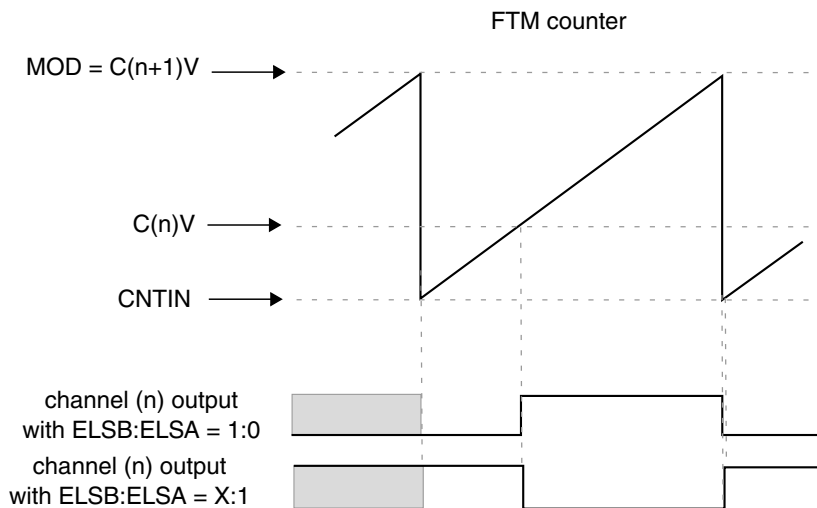 FTM counter
MOD = C(n+1)V
C(n)V
CNTIN
channel (n) output
with ELSB:ELSA = 1:0
channel (n) output
with ELSB:ELSA = X:1